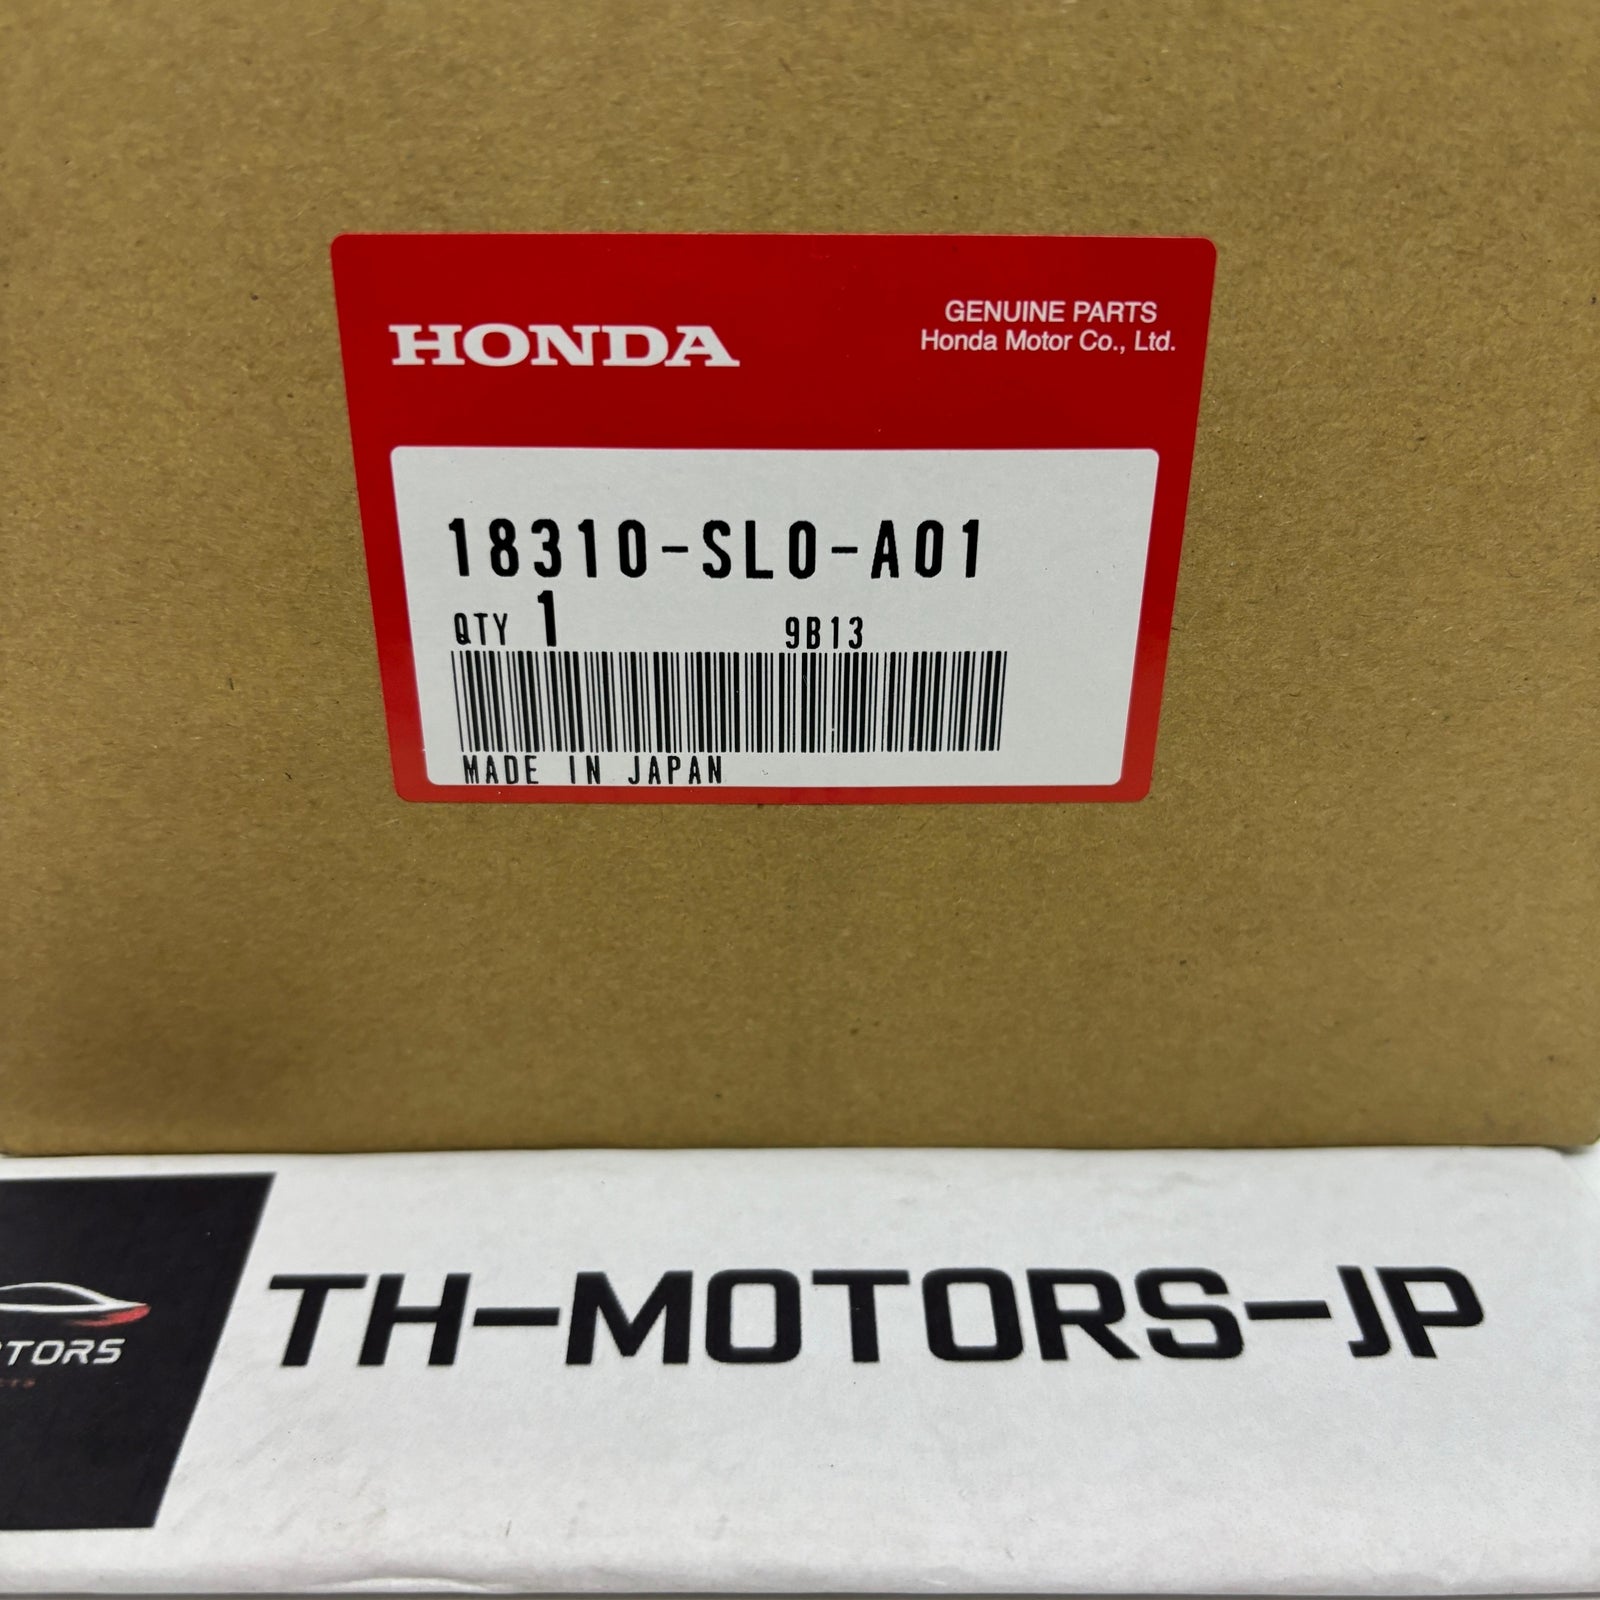 HONDA
GENUINE PARTS
Honda Motor Co., Ltd.
18310-SL0-A01
QTY 1 9B13
MADE IN JAPAN
TH-MOTORS-JP
TORS